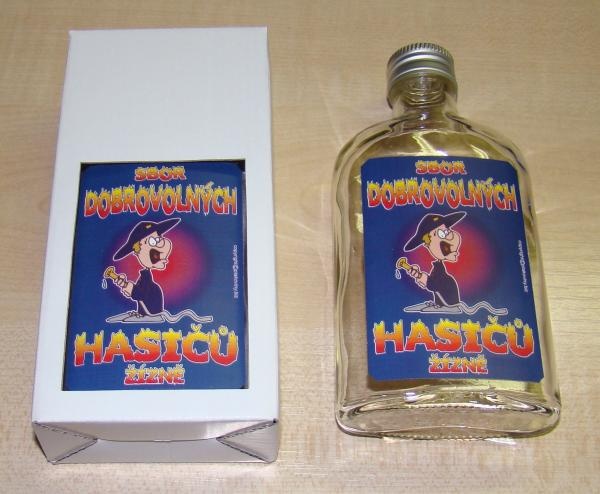 SBOR
DOBROVOLNÝCH
HASIČŮ
ŽÍZNĚ
SBOR
DOBROVOLNÝCH
HASIČŮ
ŽÍZNĚ